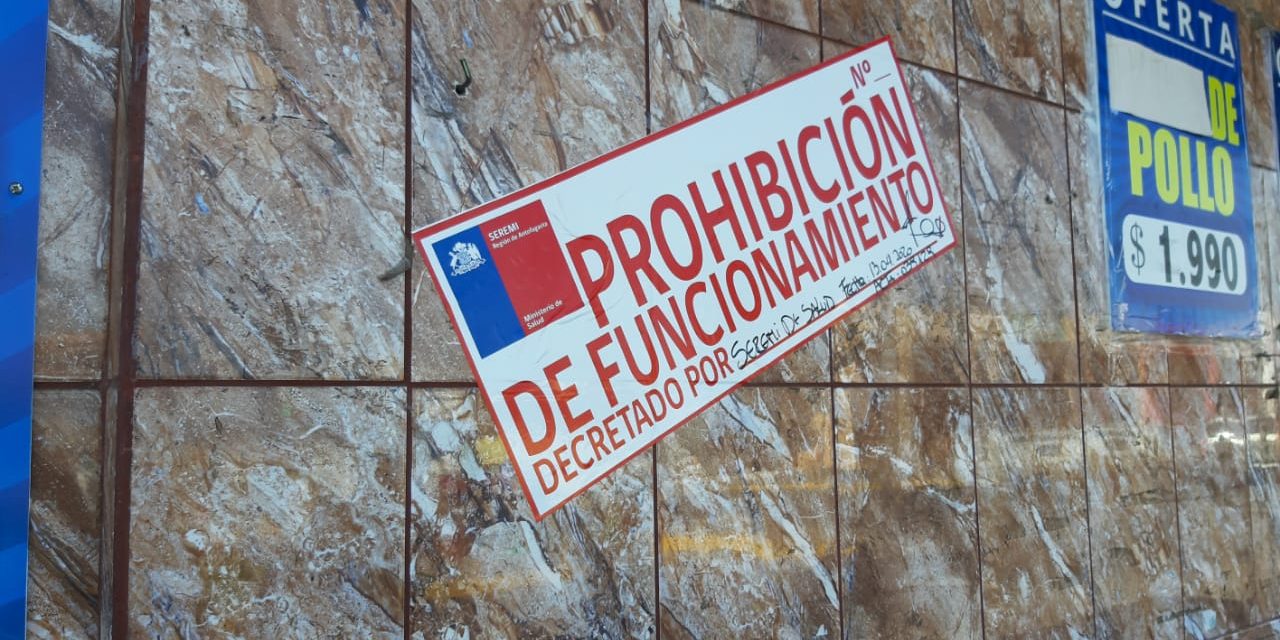 Nº
PROHIBICIÓN
DE FUNCIONAMIENTO
DECRETADO POR SEREMI DE SALUD
SEREMI
Región de Antofagasta
Ministerio de
Salud
OFERTA
DE
POLLO
$ 1.990